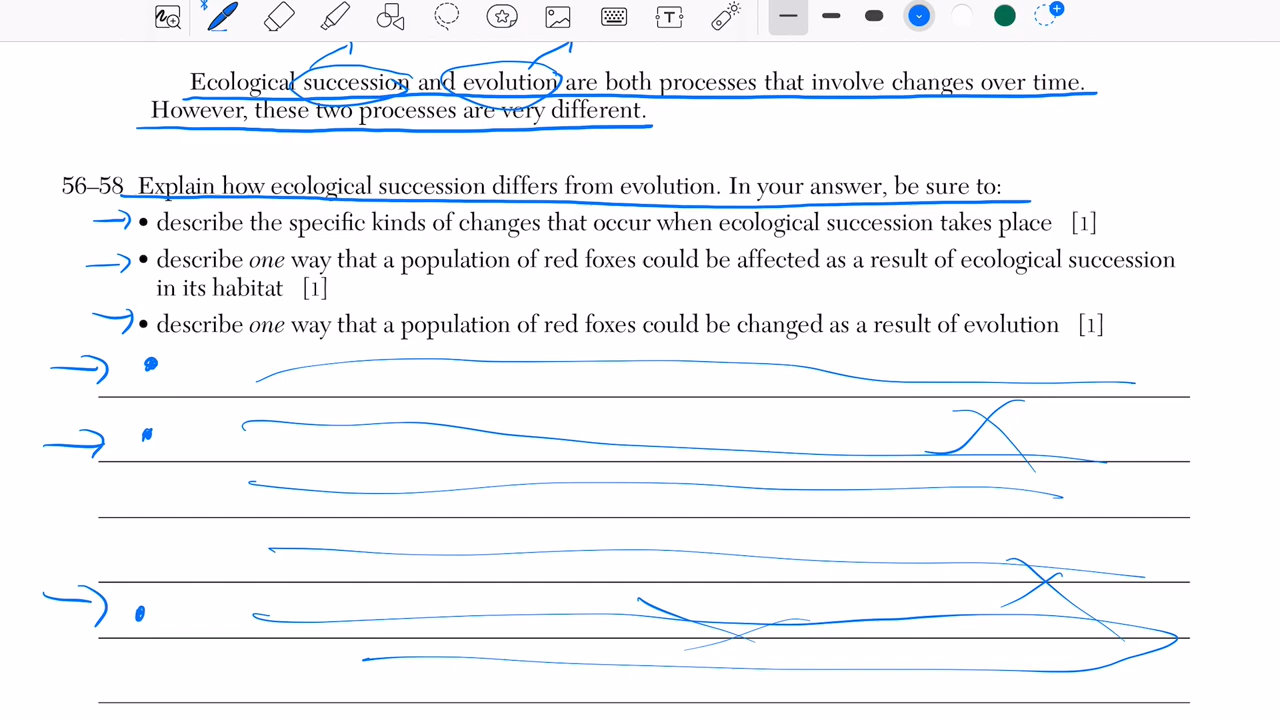 Ecological succession and evolution are both processes that involve changes over time.
However, these two processes are very different.
56–58 Explain how ecological succession differs from evolution. In your answer, be sure to:
• describe the specific kinds of changes that occur when ecological succession takes place [1]
• describe one way that a population of red foxes could be affected as a result of ecological succession
in its habitat [1]
• describe one way that a population of red foxes could be changed as a result of evolution [1]